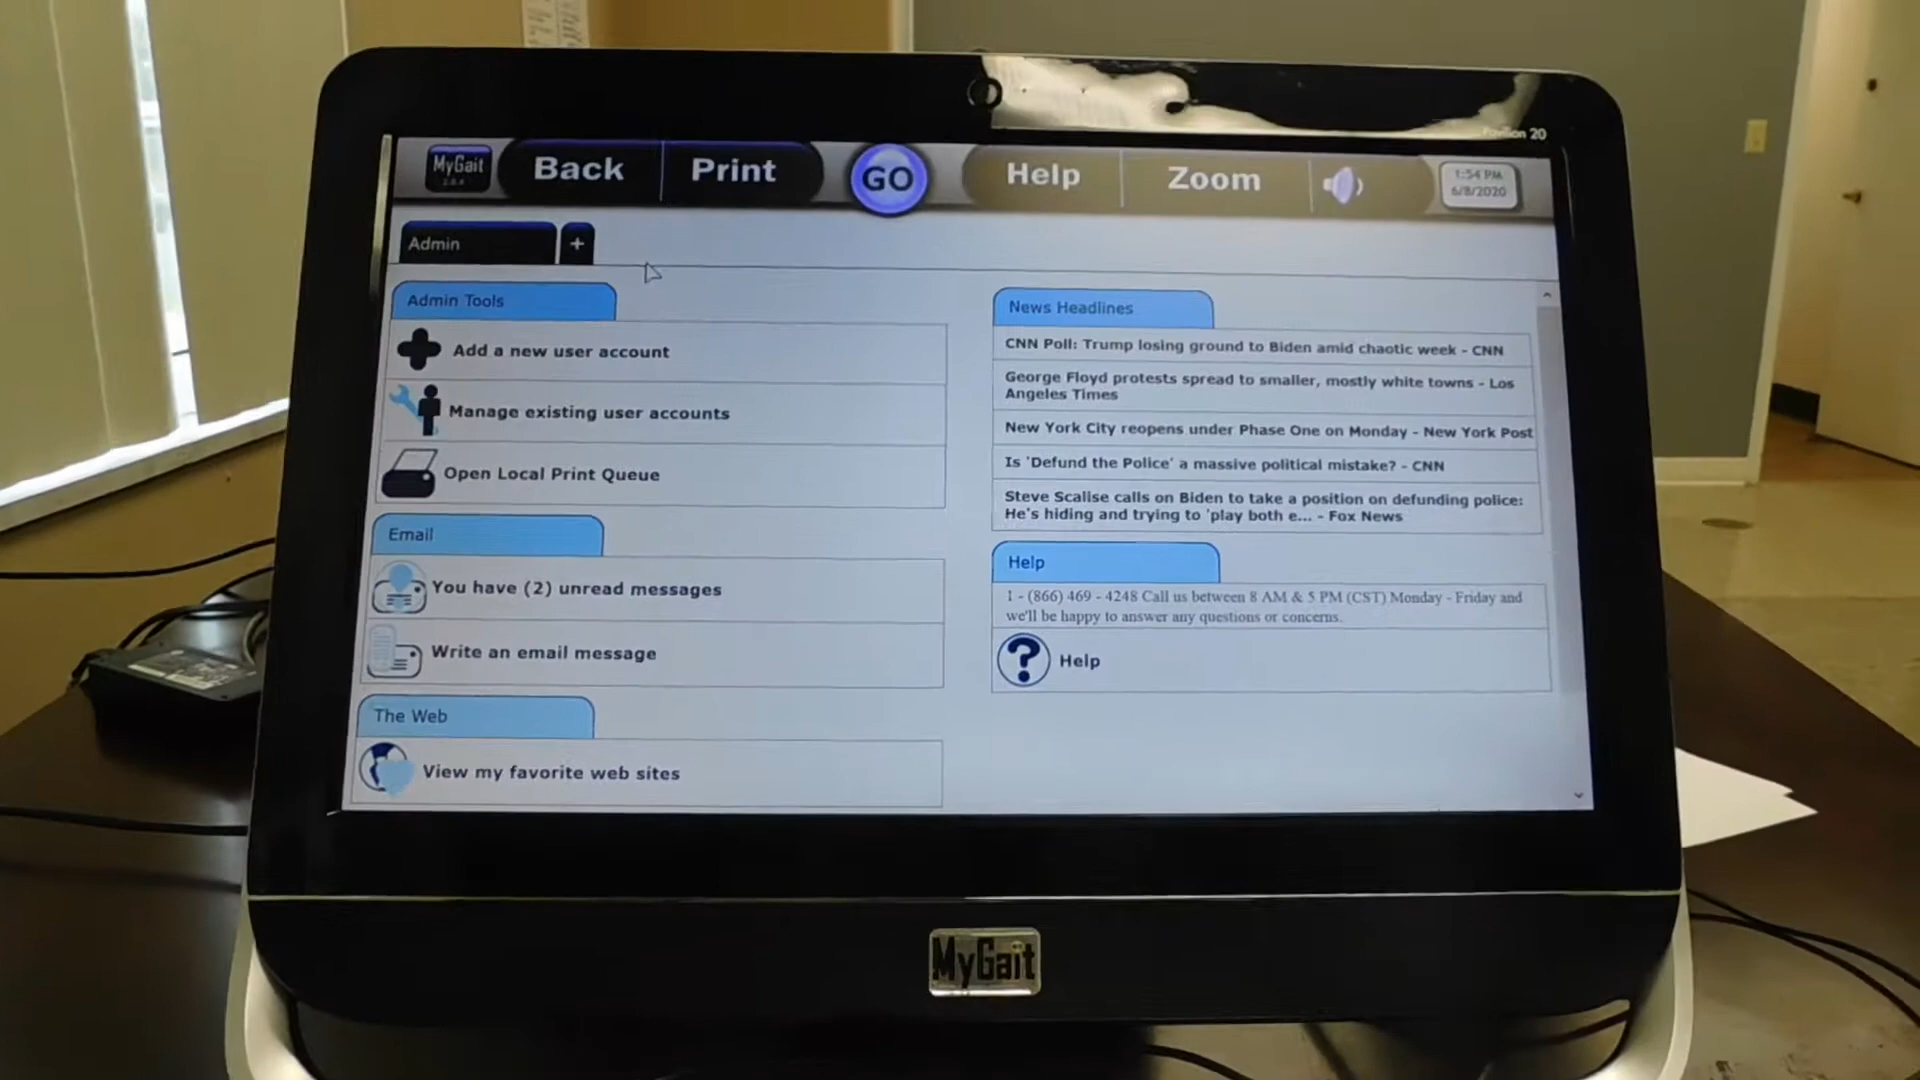 Pavilion 20
MyGait
2.0.4
Back
Print
GO
Help
Zoom
1:54 PM
6/8/2020
Admin
+
Admin Tools
Add a new user account
Manage existing user accounts
Open Local Print Queue
Email
You have (2) unread messages
Write an email message
The Web
View my favorite web sites
News Headlines
CNN Poll: Trump losing ground to Biden amid chaotic week - CNN
George Floyd protests spread to smaller, mostly white towns - Los
Angeles Times
New York City reopens under Phase One on Monday - New York Post
Is 'Defund the Police' a massive political mistake? - CNN
Steve Scalise calls on Biden to take a position on defunding police:
He's hiding and trying to 'play both e... - Fox News
Help
1 - (866) 469 - 4248 Call us between 8 AM & 5 PM (CST) Monday - Friday and
we'll be happy to answer any questions or concerns.
Help
MyGait